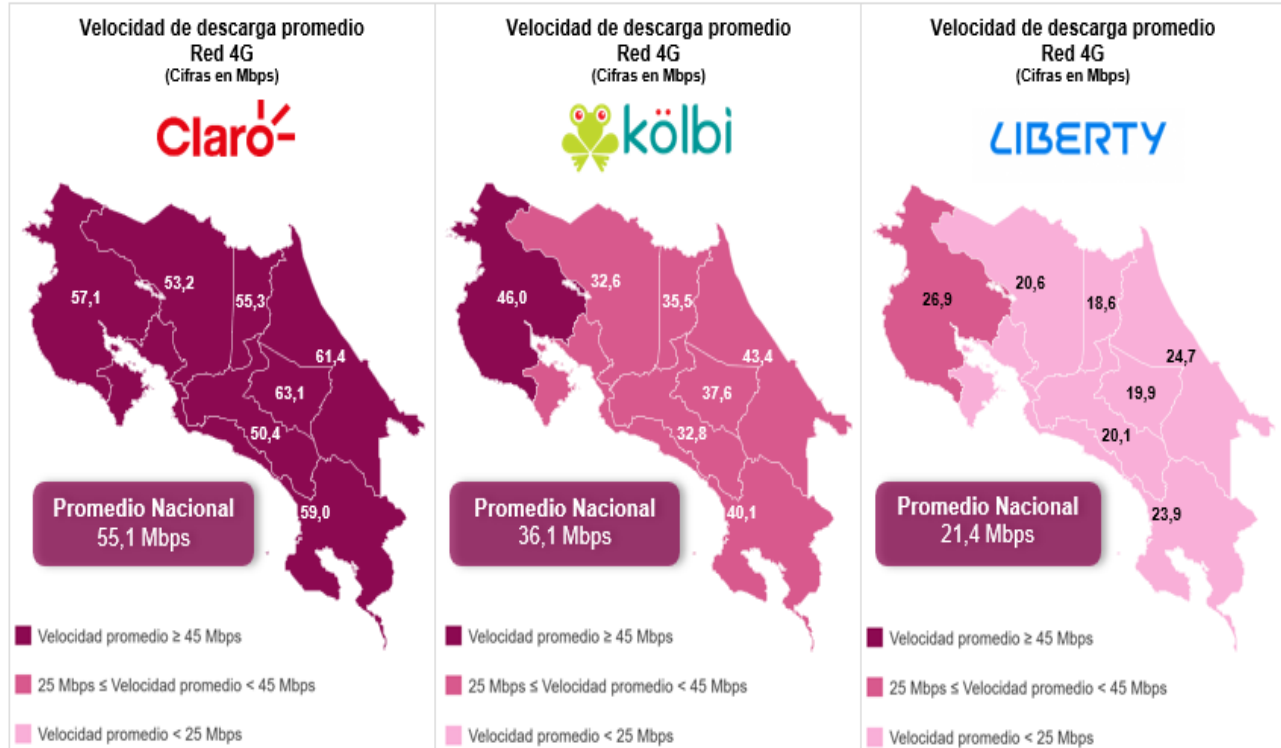 Velocidad de descarga promedio
Red 4G
(Cifras en Mbps)
Claro
57,1
53,2
55,3
61,4
63,1
50,4
59,0
Promedio Nacional
55,1 Mbps
Velocidad promedio ≥ 45 Mbps
25 Mbps ≤ Velocidad promedio < 45 Mbps
Velocidad promedio < 25 Mbps
Velocidad de descarga promedio
Red 4G
(Cifras en Mbps)
kölbi
46,0
32,6
35,5
43,4
37,6
32,8
40,1
Promedio Nacional
36,1 Mbps
Velocidad promedio ≥ 45 Mbps
25 Mbps ≤ Velocidad promedio < 45 Mbps
Velocidad promedio < 25 Mbps
Velocidad de descarga promedio
Red 4G
(Cifras en Mbps)
LIBERTY
26,9
20,6
18,6
24,7
19,9
20,1
23,9
Promedio Nacional
21,4 Mbps
Velocidad promedio ≥ 45 Mbps
25 Mbps ≤ Velocidad promedio < 45 Mbps
Velocidad promedio < 25 Mbps